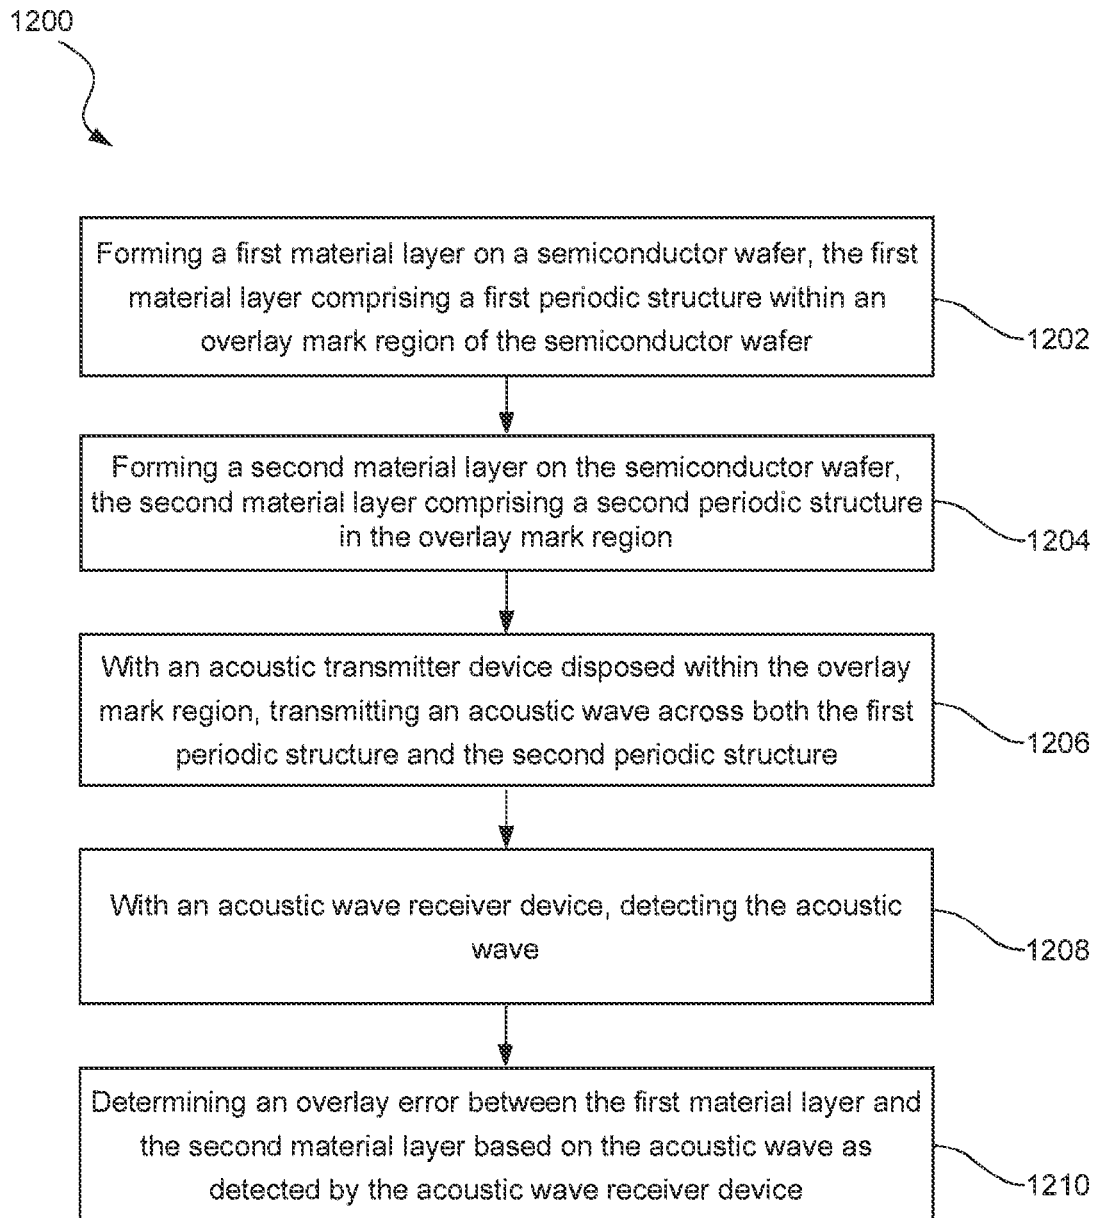 1200
Forming a first material layer on a semiconductor wafer, the first
material layer comprising a first periodic structure within an
overlay mark region of the semiconductor wafer
1202
Forming a second material layer on the semiconductor wafer,
the second material layer comprising a second periodic structure
in the overlay mark region
1204
With an acoustic transmitter device disposed within the overlay
mark region, transmitting an acoustic wave across both the first
periodic structure and the second periodic structure
1206
With an acoustic wave receiver device, detecting the acoustic
wave
1208
Determining an overlay error between the first material layer and
the second material layer based on the acoustic wave as
detected by the acoustic wave receiver device
1210